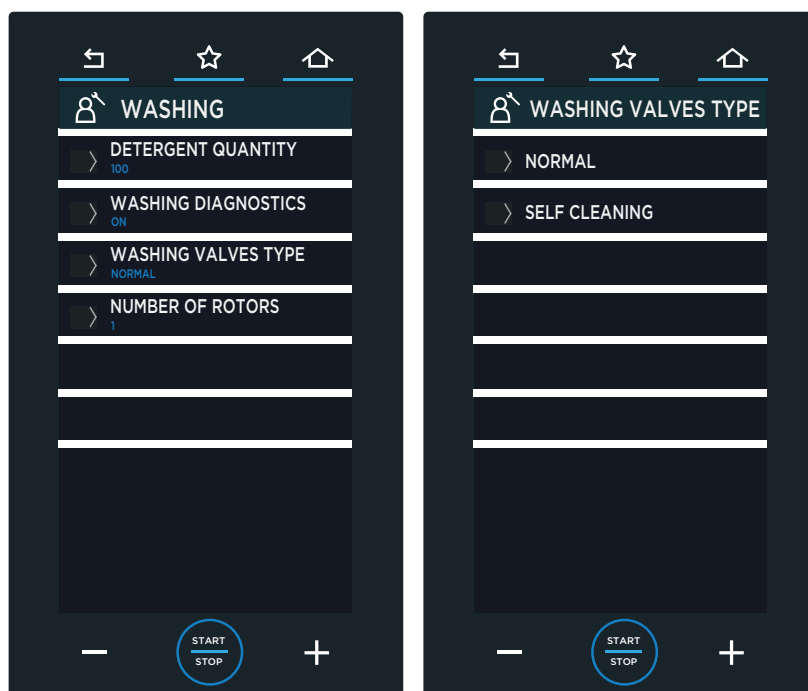 WASHING
DETERGENT QUANTITY
100
WASHING DIAGNOSTICS
ON
WASHING VALVES TYPE
NORMAL
NUMBER OF ROTORS
1
START
STOP
WASHING VALVES TYPE
NORMAL
SELF CLEANING
START
STOP